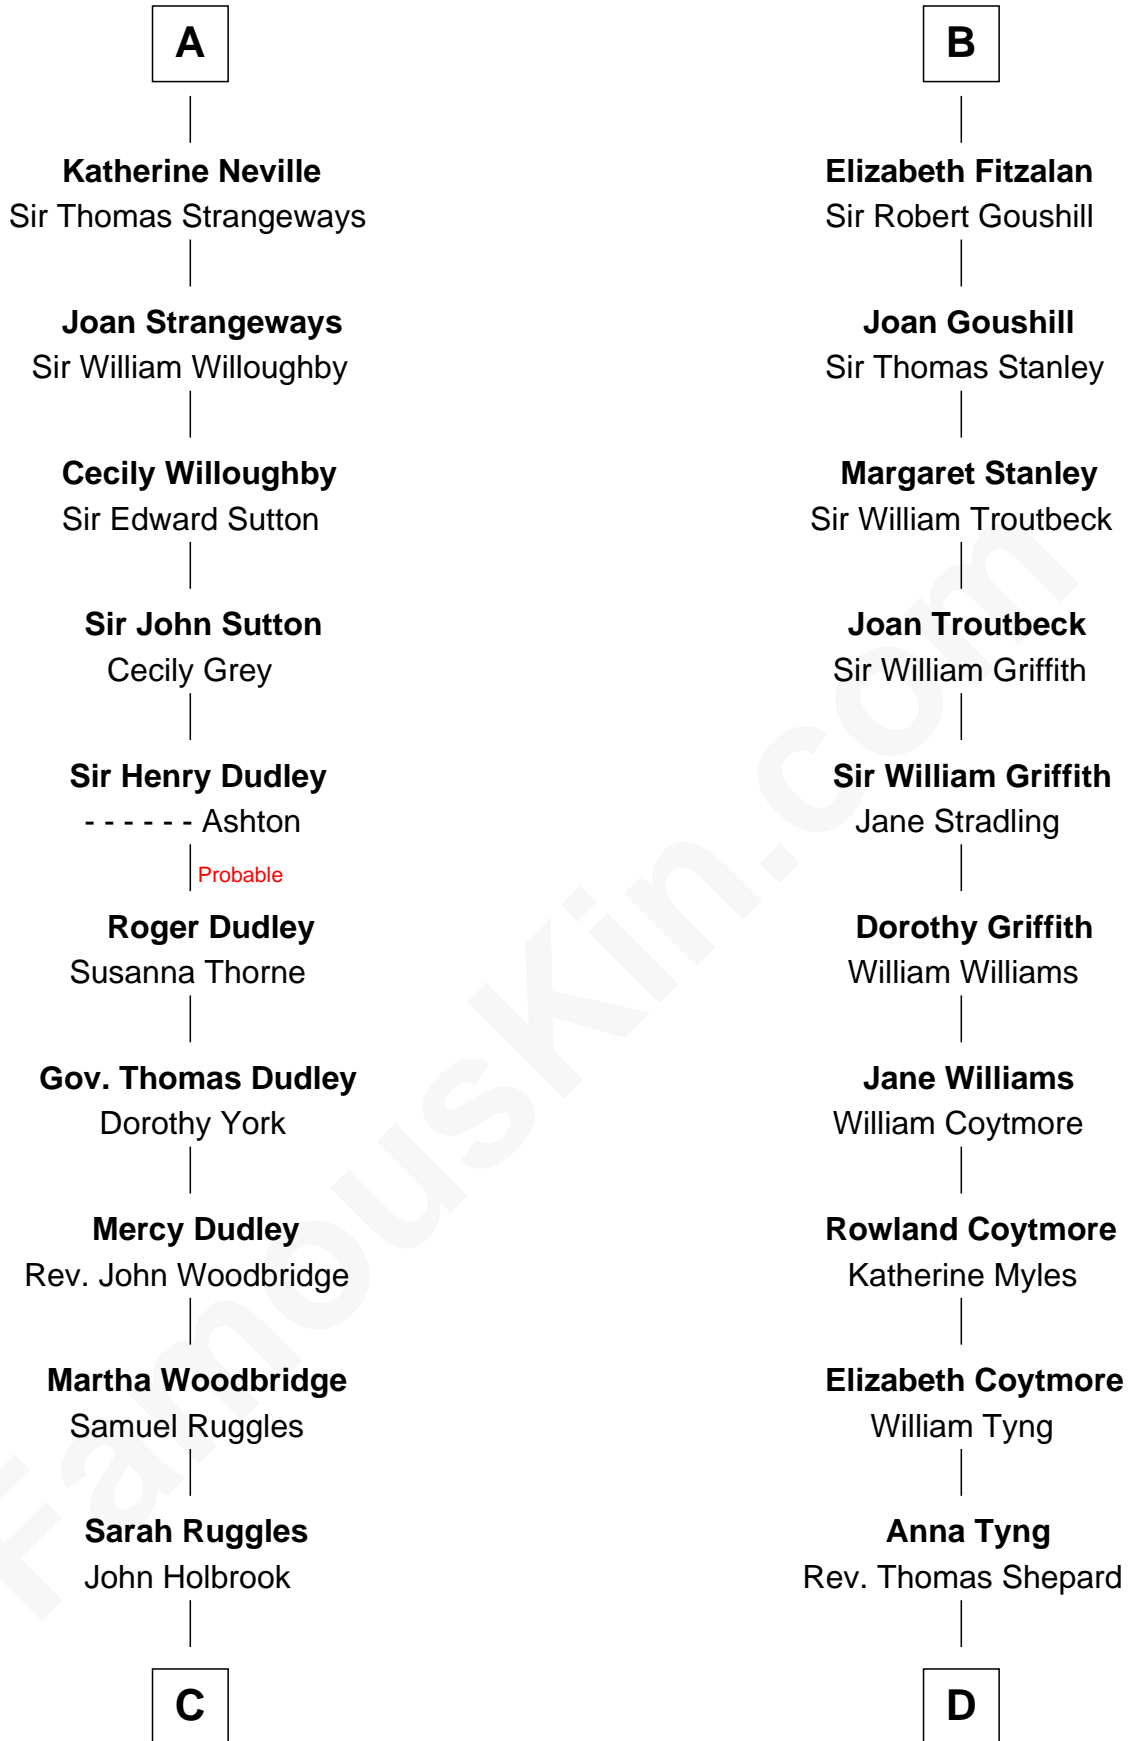 A
Katherine Neville
Sir Thomas Strangeways
Joan Strangeways
Sir William Willoughby
Cecily Willoughby
Sir Edward Sutton
Sir John Sutton
Cecily Grey
Sir Henry Dudley
- - - - - - Ashton
Probable
Roger Dudley
Susanna Thorne
Gov. Thomas Dudley
Dorothy York
Mercy Dudley
Rev. John Woodbridge
Martha Woodbridge
Samuel Ruggles
Sarah Ruggles
John Holbrook
C
B
Elizabeth Fitzalan
Sir Robert Goushill
Joan Goushill
Sir Thomas Stanley
Margaret Stanley
Sir William Troutbeck
Joan Troutbeck
Sir William Griffith
Sir William Griffith
Jane Stradling
Dorothy Griffith
William Williams
Jane Williams
William Coytmore
Rowland Coytmore
Katherine Myles
Elizabeth Coytmore
William Tyng
Anna Tyng
Rev. Thomas Shepard
D
FamousKin.com